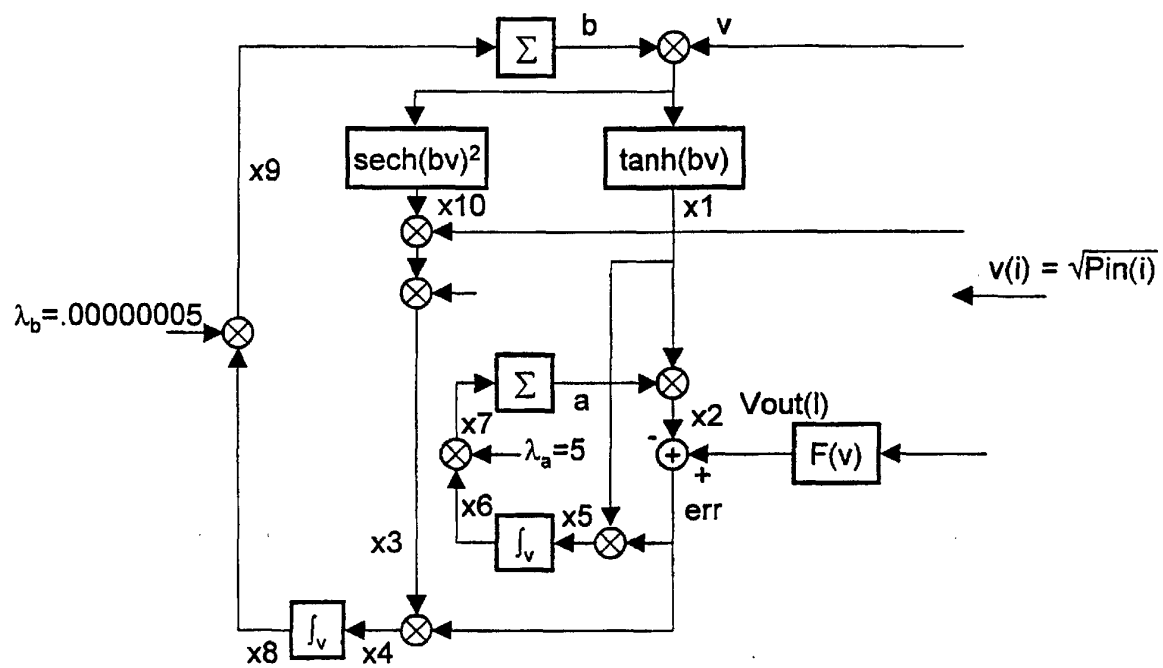 b
v
Σ
sech(bv)²
tanh(bv)
x9
x10
x1
v(i) = √Pin(i)
λb=.00000005
Σ
a
x7
x2
Vout(I)
λa=5
-
+
+
F(v)
x6
x5
err
x3
∫v
∫v
x8
x4